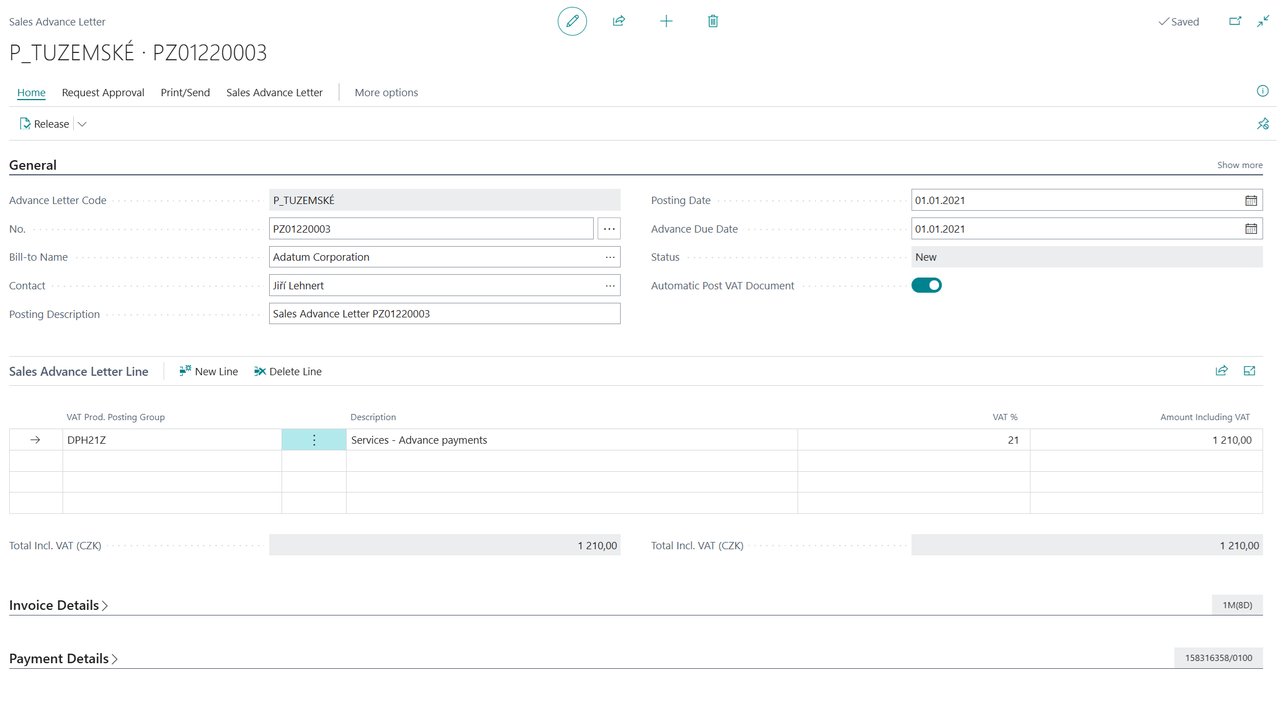 Sales Advance Letter
Saved
P_TUZEMSKÉ · PZ01220003
Home Request Approval Print/Send Sales Advance Letter More options
Release
General
Show more
Advance Letter Code P_TUZEMSKÉ
Posting Date 01.01.2021
No. PZ01220003
Advance Due Date 01.01.2021
Bill-to Name Adatum Corporation
Status New
Contact Jiří Lehnert
Automatic Post VAT Document
Posting Description Sales Advance Letter PZ01220003
Sales Advance Letter Line New Line Delete Line
VAT Prod. Posting Group Description VAT % Amount Including VAT
DPH21Z Services - Advance payments 21 1 210,00
Total Incl. VAT (CZK) 1 210,00
Total Incl. VAT (CZK) 1 210,00
Invoice Details
1M(8D)
Payment Details
158316358/0100